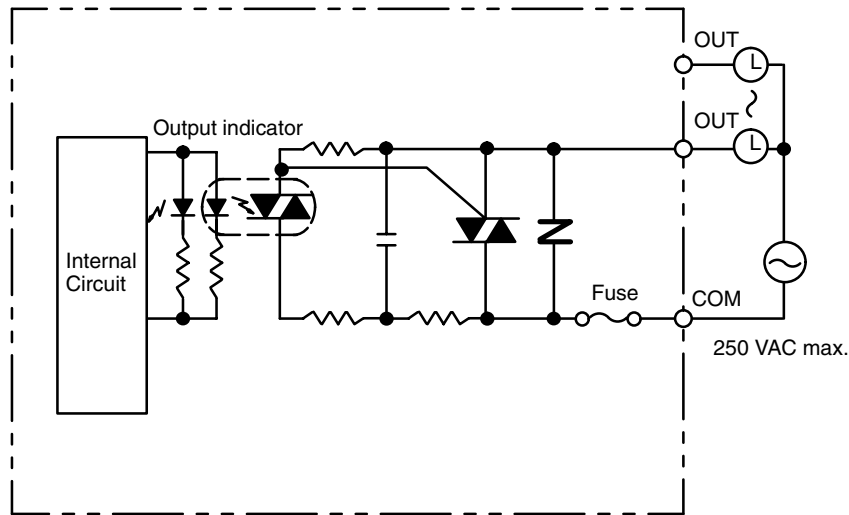 OUT
L
OUT
L
Output indicator
Internal
Circuit
Fuse
COM
250 VAC max.